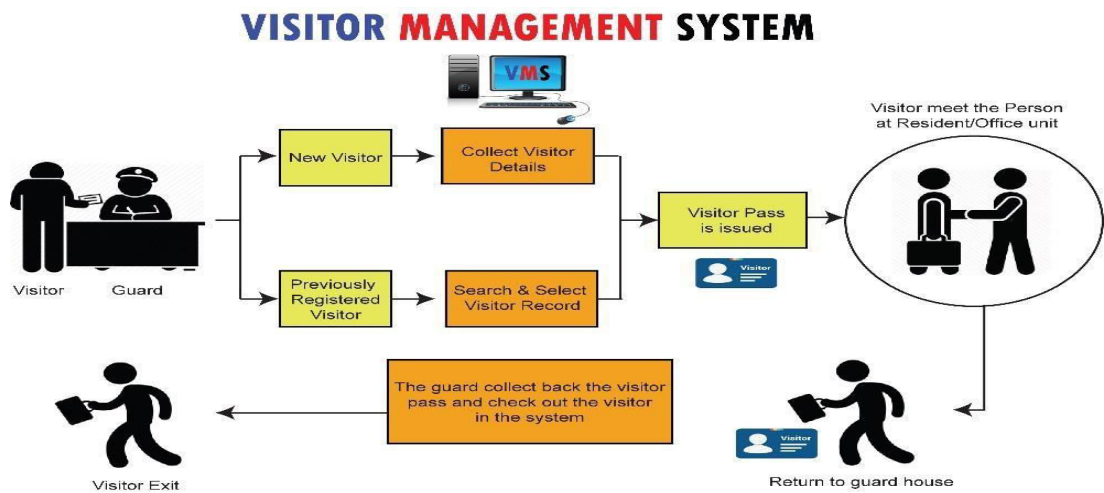 VISITOR MANAGEMENT SYSTEM
VMS
Visitor meet the Person
at Resident/Office unit
New Visitor
Collect Visitor
Details
Visitor Pass
is issued
Visitor
Visitor
Guard
Previously
Registered
Visitor
Search & Select
Visitor Record
The guard collect back the visitor
pass and check out the visitor
in the system
Visitor
Visitor Exit
Return to guard house